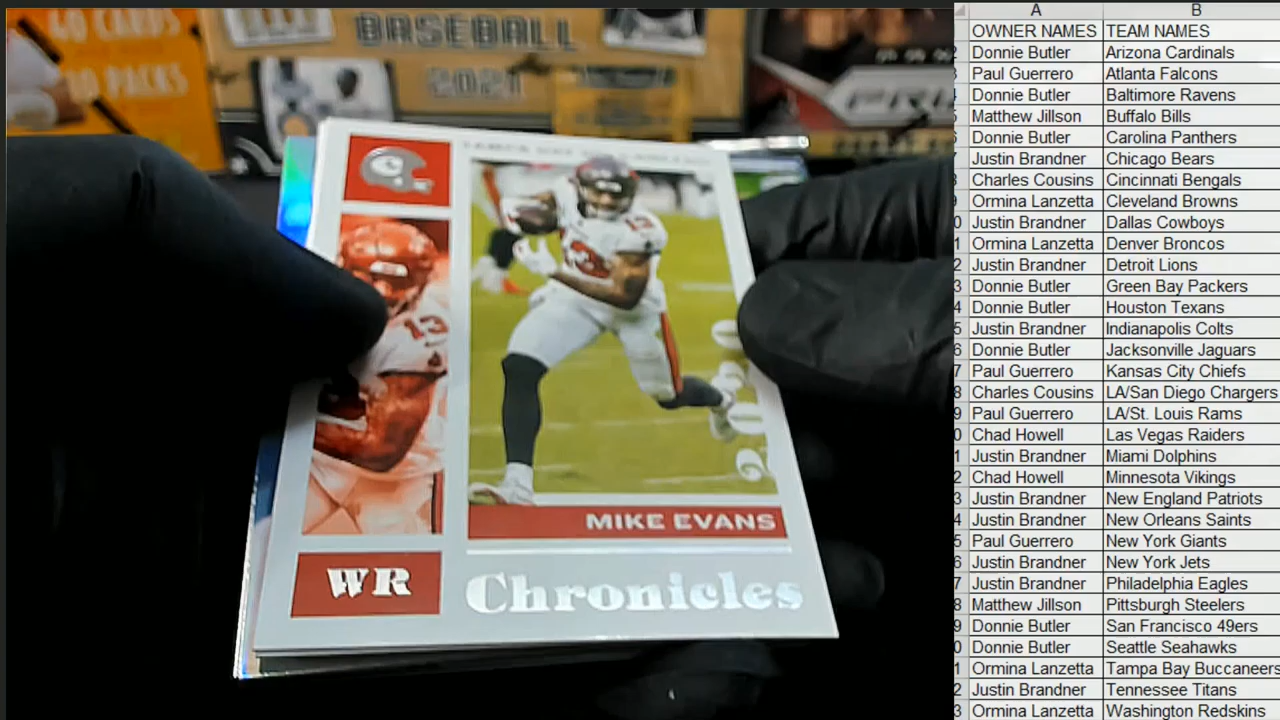 40 CARDS
10 PACKS
BASEBALL
2021
13
MIKE EVANS
WR
Chronicles
A B
OWNER NAMES TEAM NAMES
Donnie Butler Arizona Cardinals
Paul Guerrero Atlanta Falcons
Donnie Butler Baltimore Ravens
Matthew Jillson Buffalo Bills
Donnie Butler Carolina Panthers
Justin Brandner Chicago Bears
Charles Cousins Cincinnati Bengals
Ormina Lanzetta Cleveland Browns
Justin Brandner Dallas Cowboys
Ormina Lanzetta Denver Broncos
Justin Brandner Detroit Lions
Donnie Butler Green Bay Packers
Donnie Butler Houston Texans
Justin Brandner Indianapolis Colts
Donnie Butler Jacksonville Jaguars
Paul Guerrero Kansas City Chiefs
Charles Cousins LA/San Diego Chargers
Paul Guerrero LA/St. Louis Rams
Chad Howell Las Vegas Raiders
Justin Brandner Miami Dolphins
Chad Howell Minnesota Vikings
Justin Brandner New England Patriots
Justin Brandner New Orleans Saints
Paul Guerrero New York Giants
Justin Brandner New York Jets
Justin Brandner Philadelphia Eagles
Matthew Jillson Pittsburgh Steelers
Donnie Butler San Francisco 49ers
Donnie Butler Seattle Seahawks
Ormina Lanzetta Tampa Bay Buccaneers
Justin Brandner Tennessee Titans
Ormina Lanzetta Washington Redskins